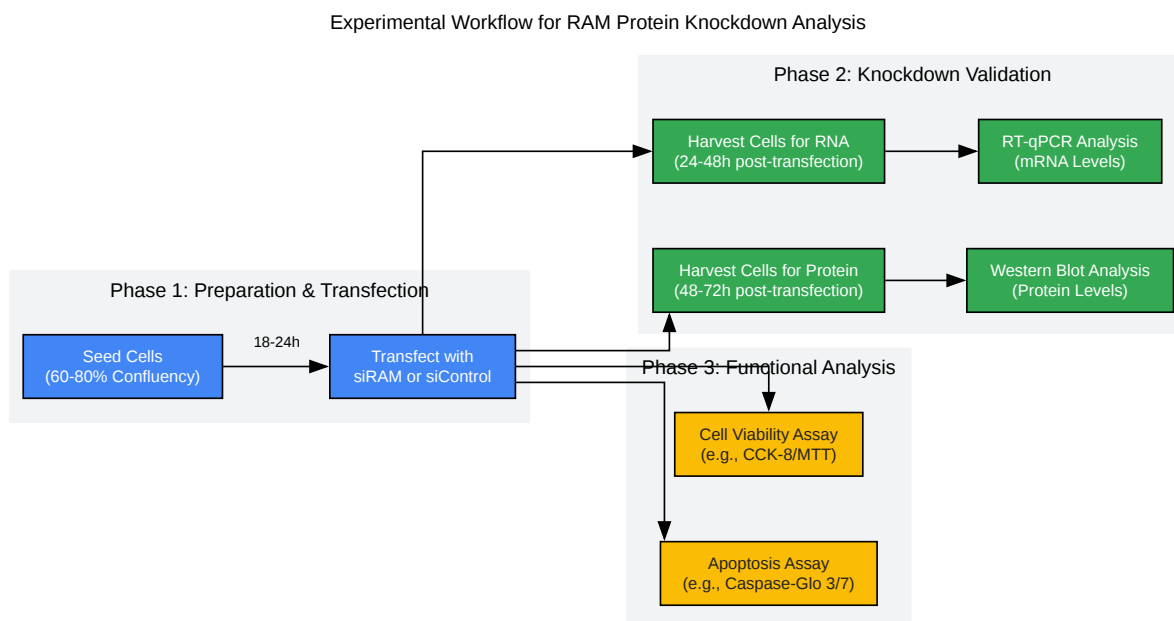 Experimental Workflow for RAM Protein Knockdown Analysis
Phase 2: Knockdown Validation
Harvest Cells for RNA
(24-48h post-transfection)
RT-qPCR Analysis
(mRNA Levels)
Harvest Cells for Protein
(48-72h post-transfection)
Western Blot Analysis
(Protein Levels)
Phase 1: Preparation & Transfection
Seed Cells
(60-80% Confluency)
18-24h
Transfect with
siRAM or siControl
Phase 3: Functional Analysis
Cell Viability Assay
(e.g., CCK-8/MTT)
Apoptosis Assay
(e.g., Caspase-Glo 3/7)